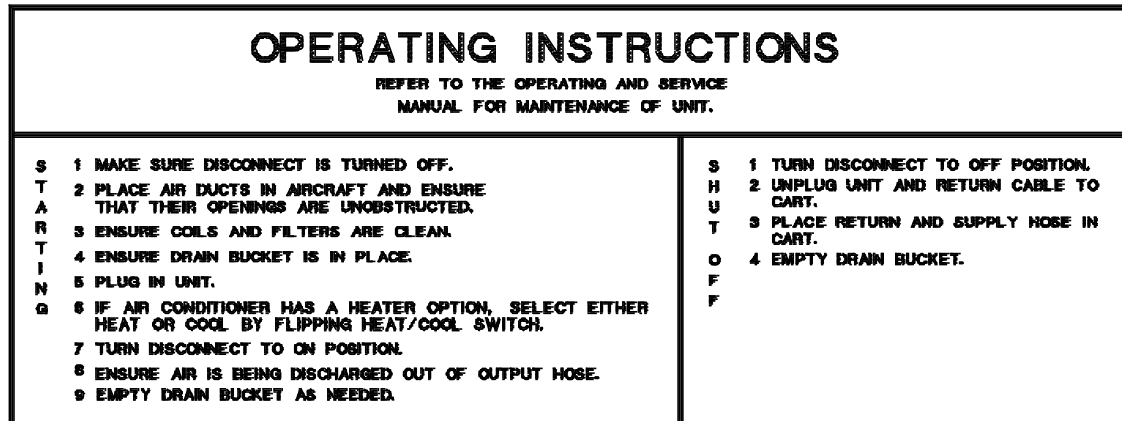 OPERATING INSTRUCTIONS
REFER TO THE OPERATING AND SERVICE
MANUAL FOR MAINTENANCE OF UNIT.
STARTING
1 MAKE SURE DISCONNECT IS TURNED OFF.
2 PLACE AIR DUCTS IN AIRCRAFT AND ENSURE
THAT THEIR OPENINGS ARE UNOBSTRUCTED.
3 ENSURE COILS AND FILTERS ARE CLEAN.
4 ENSURE DRAIN BUCKET IS IN PLACE.
5 PLUG IN UNIT.
6 IF AIR CONDITIONER HAS A HEATER OPTION, SELECT EITHER
HEAT OR COOL BY FLIPPING HEAT/COOL SWITCH.
7 TURN DISCONNECT TO ON POSITION.
8 ENSURE AIR IS BEING DISCHARGED OUT OF OUTPUT HOSE.
9 EMPTY DRAIN BUCKET AS NEEDED.
SHUT OFF
1 TURN DISCONNECT TO OFF POSITION.
2 UNPLUG UNIT AND RETURN CABLE TO
CART.
3 PLACE RETURN AND SUPPLY HOSE IN
CART.
4 EMPTY DRAIN BUCKET.